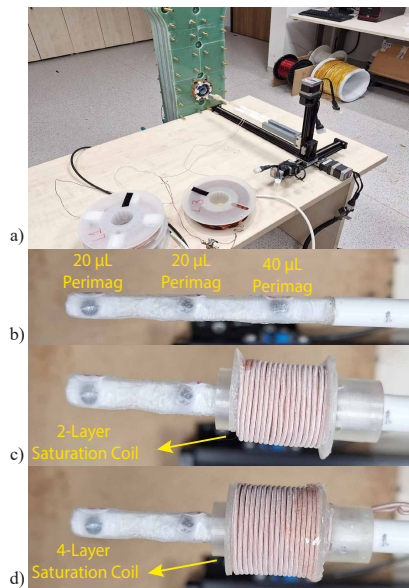 a)
20 µL 20 µL 40 µL
Perimag Perimag Perimag
b)
2-Layer
Saturation Coil
c)
4-Layer
Saturation Coil
d)